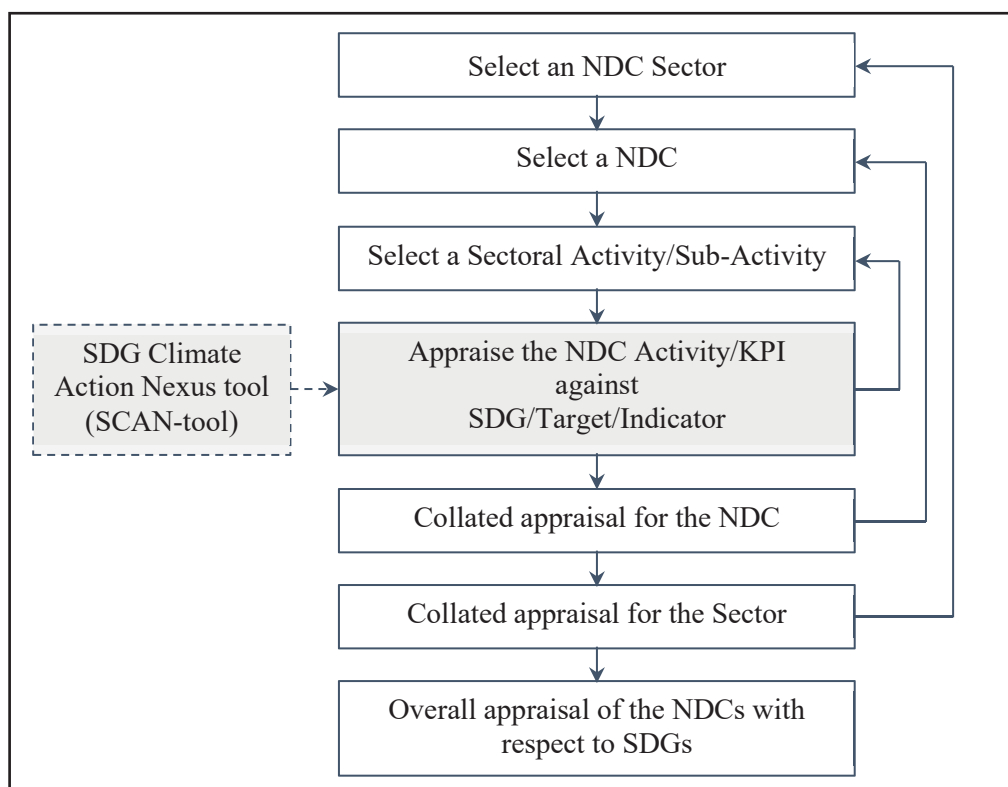 Select an NDC Sector
Select a NDC
Select a Sectoral Activity/Sub-Activity
SDG Climate
Action Nexus tool
(SCAN-tool)
Appraise the NDC Activity/KPI
against
SDG/Target/Indicator
Collated appraisal for the NDC
Collated appraisal for the Sector
Overall appraisal of the NDCs with
respect to SDGs